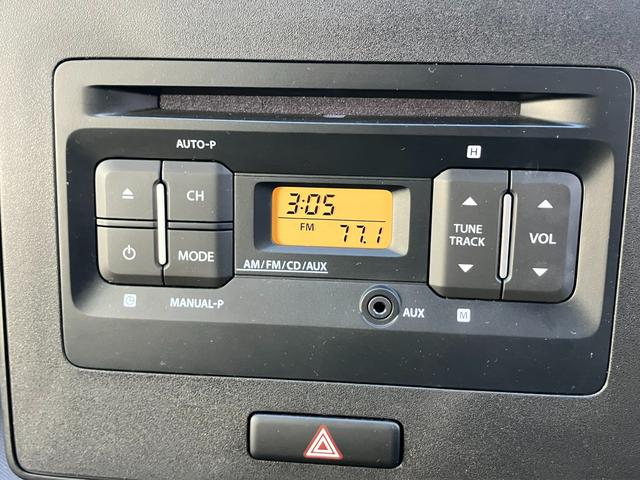 AUTO-P
H
CH
MODE
3:05
FM 77.1
TUNE
TRACK
VOL
AM/FM/CD/AUX
MANUAL-P
AUX
M